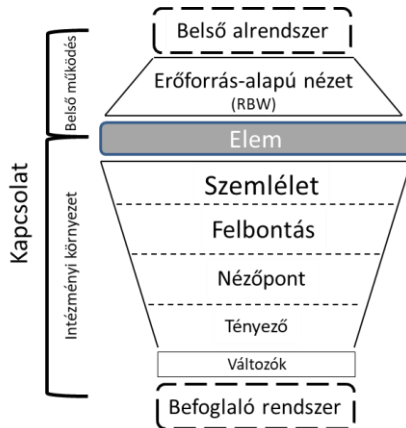 Belső alrendszer
Erőforrás-alapú nézet
(RBW)
Elem
Szemlélet
Felbontás
Nézőpont
Tényező
Változók
Befoglaló rendszer
Kapcsolat
Belső működés
Intézményi környezet